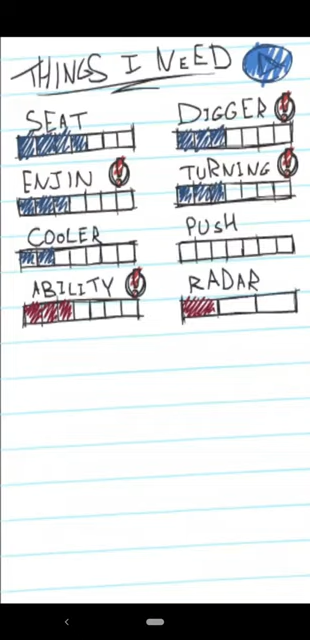 THINGS I NEED
SEAT
DIGGER
ENJIN
TURNING
COOLER
PUSH
ABILITY
RADAR